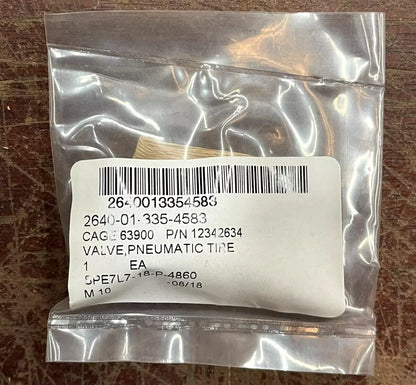 2640013354583
2640-01-335-4583
CAGE 63900 P/N 12342634
VALVE,PNEUMATIC TIRE
1 EA
SPE7L7-18-P-4860
M 10 -08/18